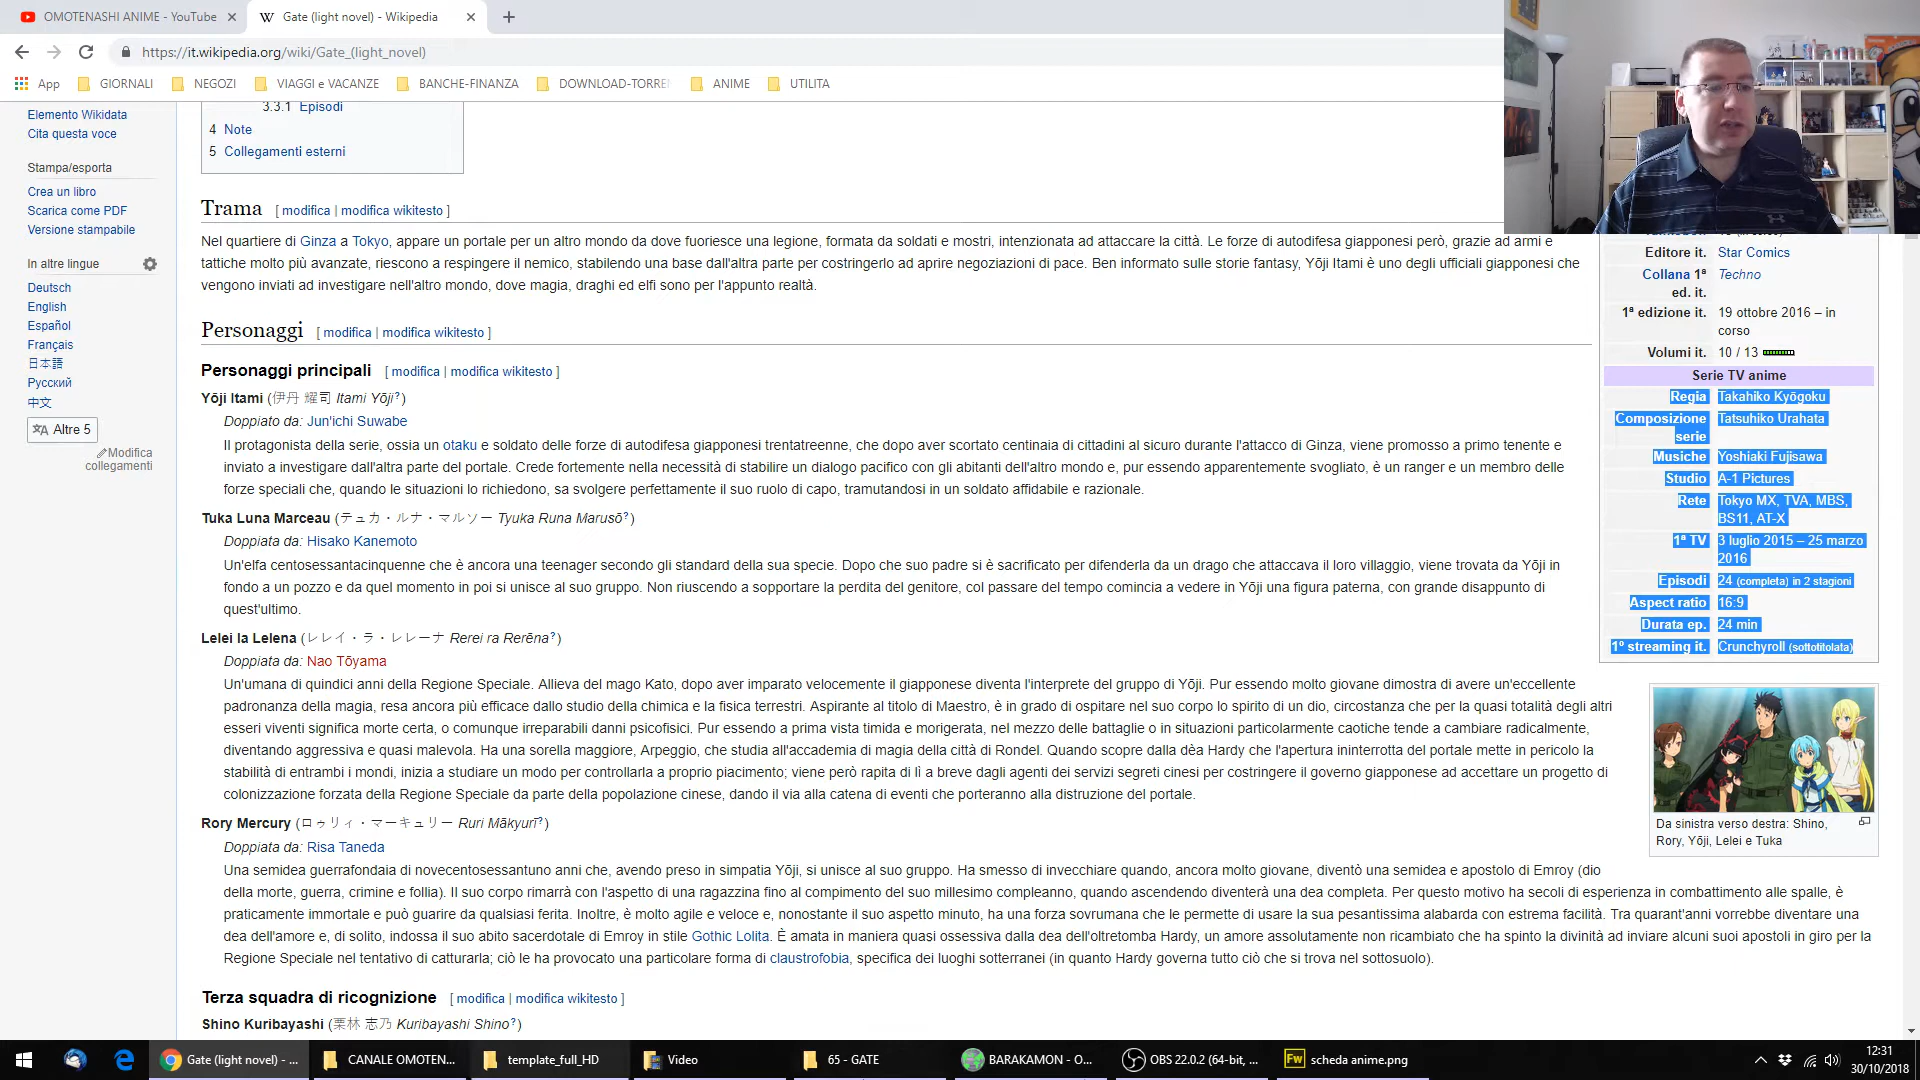 OMOTENASHI ANIME - YouTube
Gate (light novel) - Wikipedia
https://it.wikipedia.org/wiki/Gate_(light_novel)
App GIORNALI NEGOZI VIAGGI e VACANZE BANCHE-FINANZA DOWNLOAD-TORRE ANIME UTILITA
Elemento Wikidata
Cita questa voce
Stampa/esporta
Crea un libro
Scarica come PDF
Versione stampabile
In altre lingue
Deutsch
English
Español
Français
日本語
Русский
中文
Altre 5
Modifica
collegamenti
3.3.1 Episodi
4 Note
5 Collegamenti esterni
Trama [ modifica | modifica wikitesto ]
Nel quartiere di Ginza a Tokyo, appare un portale per un altro mondo da dove fuoriesce una legione, formata da soldati e mostri, intenzionata ad attaccare la città. Le forze di autodifesa giapponesi però, grazie ad armi e
tattiche molto più avanzate, riescono a respingere il nemico, stabilendo una base dall'altra parte per costringerlo ad aprire negoziazioni di pace. Ben informato sulle storie fantasy, Yōji Itami è uno degli ufficiali giapponesi che
vengono inviati ad investigare nell'altro mondo, dove magia, draghi ed elfi sono per l'appunto realtà.
Personaggi [ modifica | modifica wikitesto ]
Personaggi principali [ modifica | modifica wikitesto ]
Yōji Itami (伊丹 耀司 Itami Yōji?)
Doppiato da: Jun'ichi Suwabe
Il protagonista della serie, ossia un otaku e soldato delle forze di autodifesa giapponesi trentatreenne, che dopo aver scortato centinaia di cittadini al sicuro durante l'attacco di Ginza, viene promosso a primo tenente e
inviato a investigare dall'altra parte del portale. Crede fortemente nella necessità di stabilire un dialogo pacifico con gli abitanti dell'altro mondo e, pur essendo apparentemente svogliato, è un ranger e un membro delle
forze speciali che, quando le situazioni lo richiedono, sa svolgere perfettamente il suo ruolo di capo, tramutandosi in un soldato affidabile e razionale.
Tuka Luna Marceau (テュカ・ルナ・マルソー Tyuka Runa Marusō?)
Doppiata da: Hisako Kanemoto
Un'elfa centosessantacinquenne che è ancora una teenager secondo gli standard della sua specie. Dopo che suo padre si è sacrificato per difenderla da un drago che attaccava il loro villaggio, viene trovata da Yōji in
fondo a un pozzo e da quel momento in poi si unisce al suo gruppo. Non riuscendo a sopportare la perdita del genitore, col passare del tempo comincia a vedere in Yōji una figura paterna, con grande disappunto di
quest'ultimo.
Lelei la Lelena (レレイ・ラ・レレーナ Rerei ra Rerēna?)
Doppiata da: Nao Tōyama
Un'umana di quindici anni della Regione Speciale. Allieva del mago Kato, dopo aver imparato velocemente il giapponese diventa l'interprete del gruppo di Yōji. Pur essendo molto giovane dimostra di avere un'eccellente
padronanza della magia, resa ancora più efficace dallo studio della chimica e la fisica terrestri. Aspirante al titolo di Maestro, è in grado di ospitare nel suo corpo lo spirito di un dio, circostanza che per la quasi totalità degli altri
esseri viventi significa morte certa, o comunque irreparabili danni psicofisici. Pur essendo a prima vista timida e morigerata, nel mezzo delle battaglie o in situazioni particolarmente caotiche tende a cambiare radicalmente,
diventando aggressiva e quasi malevola. Ha una sorella maggiore, Arpeggio, che studia all'accademia di magia della città di Rondel. Quando scopre dalla dèa Hardy che l'apertura ininterrotta del portale mette in pericolo la
stabilità di entrambi i mondi, inizia a studiare un modo per controllarla a proprio piacimento; viene però rapita di lì a breve dagli agenti dei servizi segreti cinesi per costringere il governo giapponese ad accettare un progetto di
colonizzazione forzata della Regione Speciale da parte della popolazione cinese, dando il via alla catena di eventi che porteranno alla distruzione del portale.
Rory Mercury (ロゥリィ・マーキュリー Ruri Mākyurī?)
Doppiata da: Risa Taneda
Una semidea guerrafondaia di novecentosessantuno anni che, avendo preso in simpatia Yōji, si unisce al suo gruppo. Ha smesso di invecchiare quando, ancora molto giovane, diventò una semidea e apostolo di Emroy (dio
della morte, guerra, crimine e follia). Il suo corpo rimarrà con l'aspetto di una ragazzina fino al compimento del suo millesimo compleanno, quando ascendendo diventerà una dea completa. Per questo motivo ha secoli di esperienza in combattimento alle spalle, è
praticamente immortale e può guarire da qualsiasi ferita. Inoltre, è molto agile e veloce e, nonostante il suo aspetto minuto, ha una forza sovrumana che le permette di usare la sua pesantissima alabarda con estrema facilità. Tra quarant'anni vorrebbe diventare una
dea dell'amore e, di solito, indossa il suo abito sacerdotale di Emroy in stile Gothic Lolita. È amata in maniera quasi ossessiva dalla dea dell'oltretomba Hardy, un amore assolutamente non ricambiato che ha spinto la divinità ad inviare alcuni suoi apostoli in giro per la
Regione Speciale nel tentativo di catturarla; ciò le ha provocato una particolare forma di claustrofobia, specifica dei luoghi sotterranei (in quanto Hardy governa tutto ciò che si trova nel sottosuolo).
Terza squadra di ricognizione [ modifica | modifica wikitesto ]
Shino Kuribayashi (栗林 志乃 Kuribayashi Shino?)
Editore it. Star Comics
Collana 1ª Techno
ed. it.
1ª edizione it. 19 ottobre 2016 – in
corso
Volumi it. 10 / 13
Serie TV anime
Regia Takahiko Kyōgoku
Composizione Tatsuhiko Urahata
serie
Musiche Yoshiaki Fujisawa
Studio A-1 Pictures
Rete Tokyo MX, TVA, MBS,
BS11, AT-X
1ª TV 3 luglio 2015 – 25 marzo
2016
Episodi 24 (completa) in 2 stagioni
Aspect ratio 16:9
Durata ep. 24 min
1º streaming it. Crunchyroll (sottotitolata)
Da sinistra verso destra: Shino,
Rory, Yōji, Lelei e Tuka
Gate (light novel) - ... CANALE OMOTEN... template_full_HD Video 65 - GATE BARAKAMON - O... OBS 22.0.2 (64-bit, ... Fw scheda anime.png
12:31
30/10/2018